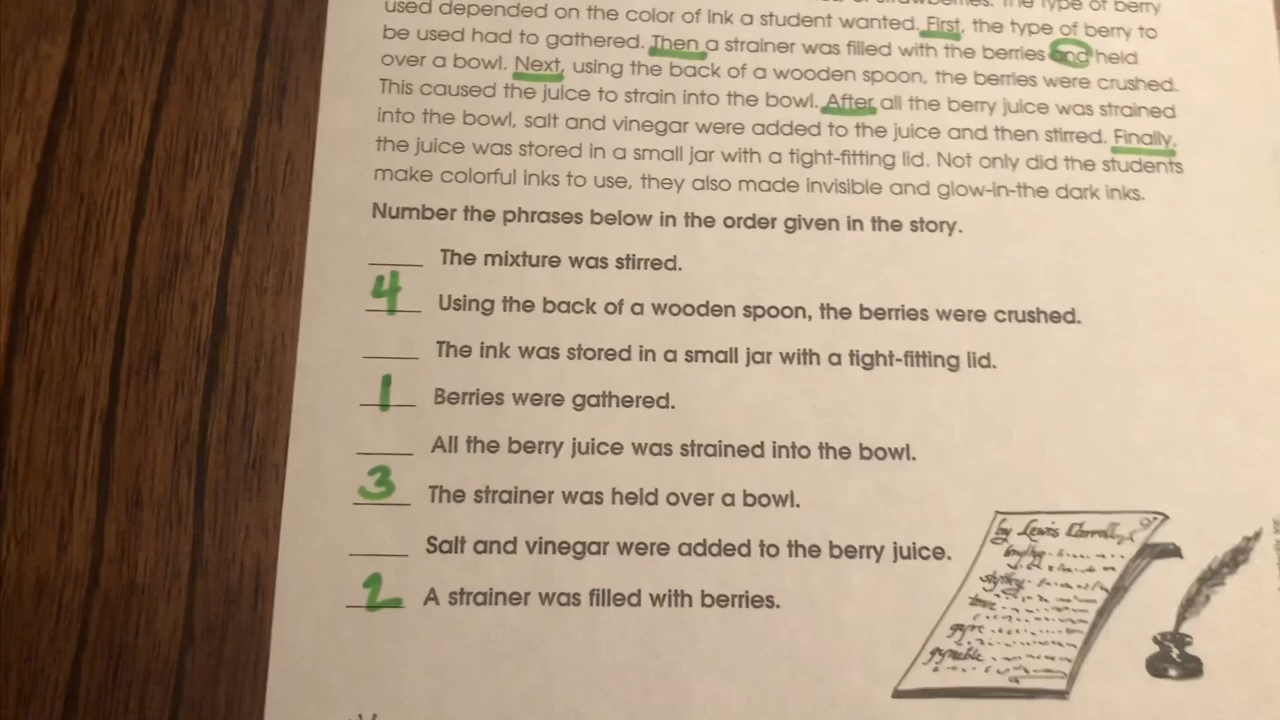 The type of berry
used depended on the color of ink a student wanted. First, the type of berry to
be used had to gathered. Then a strainer was filled with the berries and held
over a bowl. Next, using the back of a wooden spoon, the berries were crushed.
This caused the juice to strain into the bowl. After all the berry juice was strained
into the bowl, salt and vinegar were added to the juice and then stirred. Finally,
the juice was stored in a small jar with a tight-fitting lid. Not only did the students
make colorful inks to use, they also made invisible and glow-in-the dark inks.
Number the phrases below in the order given in the story.
The mixture was stirred.
4 Using the back of a wooden spoon, the berries were crushed.
The ink was stored in a small jar with a tight-fitting lid.
1 Berries were gathered.
All the berry juice was strained into the bowl.
3 The strainer was held over a bowl.
Salt and vinegar were added to the berry juice.
2 A strainer was filled with berries.
by Lewis
gyre